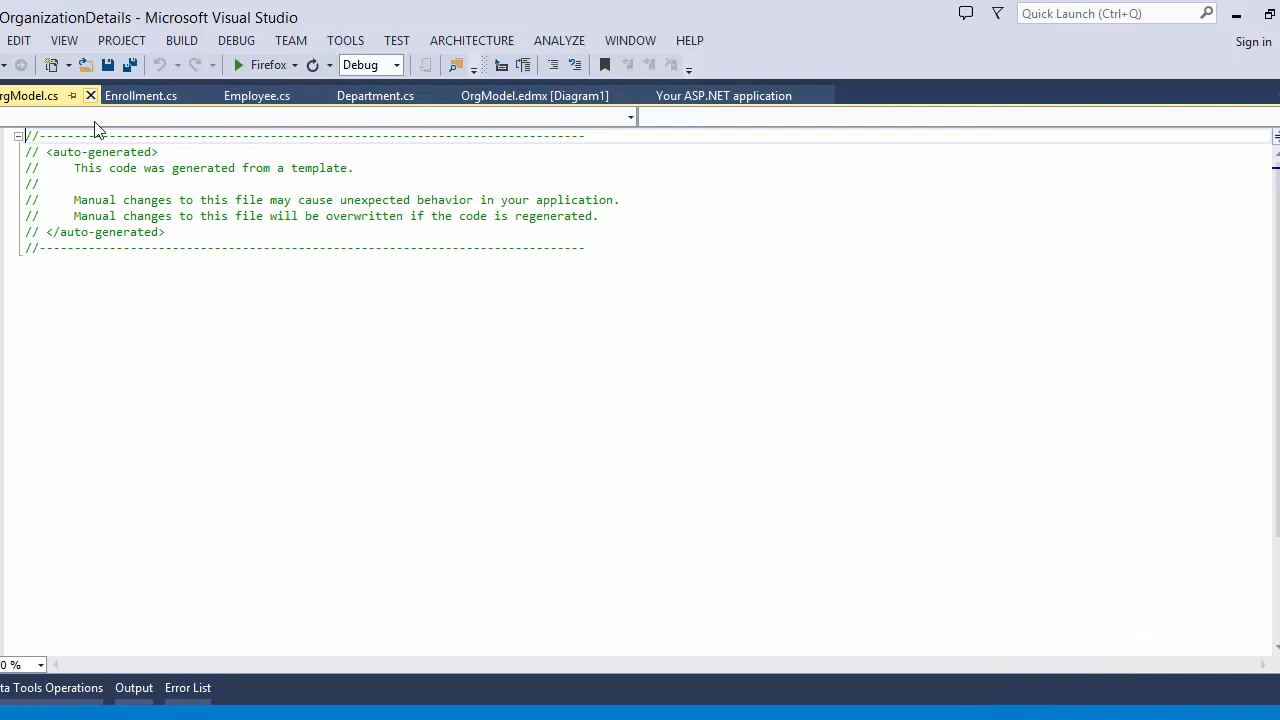 OrganizationDetails - Microsoft Visual Studio
Quick Launch (Ctrl+Q)
EDIT VIEW PROJECT BUILD DEBUG TEAM TOOLS TEST ARCHITECTURE ANALYZE WINDOW HELP
Sign in
Firefox Debug
rgModel.cs Enrollment.cs Employee.cs Department.cs OrgModel.edmx [Diagram1] Your ASP.NET application
//------------------------------------------------------------------------------
// <auto-generated>
//     This code was generated from a template.
//
//     Manual changes to this file may cause unexpected behavior in your application.
//     Manual changes to this file will be overwritten if the code is regenerated.
// </auto-generated>
//------------------------------------------------------------------------------
0 %
ta Tools Operations Output Error List